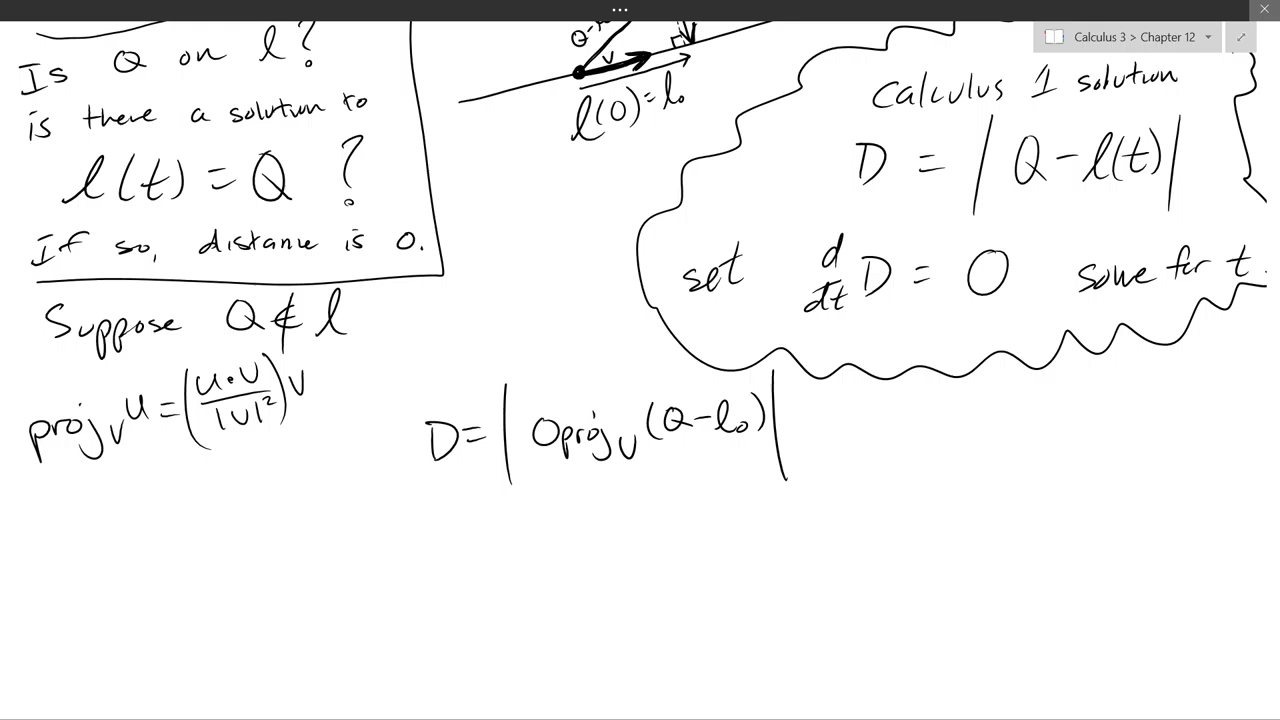 Is Q on l?
is there a solution to
l(t) = Q ?
If so, distance is 0.
Suppose Q ∉ l
proj_v u = (u·v / |v|²) v
v
l(0) = l₀
Calculus 3 > Chapter 12
Calculus 1 solution
D = | Q - l(t) |
set d/dt D = 0 solve for t.
D = | Oproj_v (Q - l₀) |